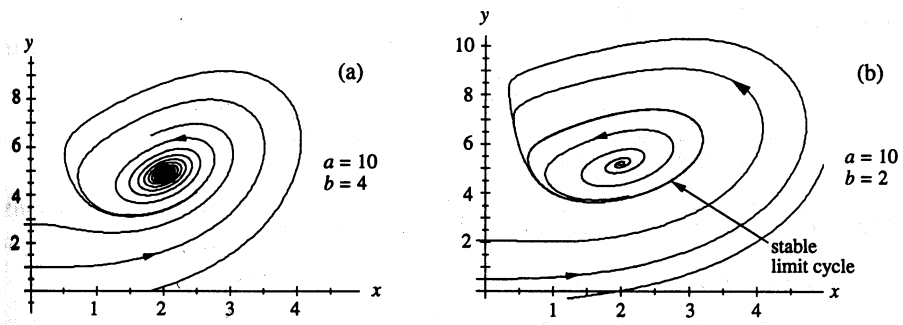 y
(a)
8
6
4
2
a = 10
b = 4
1 2 3 4 x
y
(b)
10
8
6
4
2
a = 10
b = 2
stable
limit cycle
1 2 3 4 x